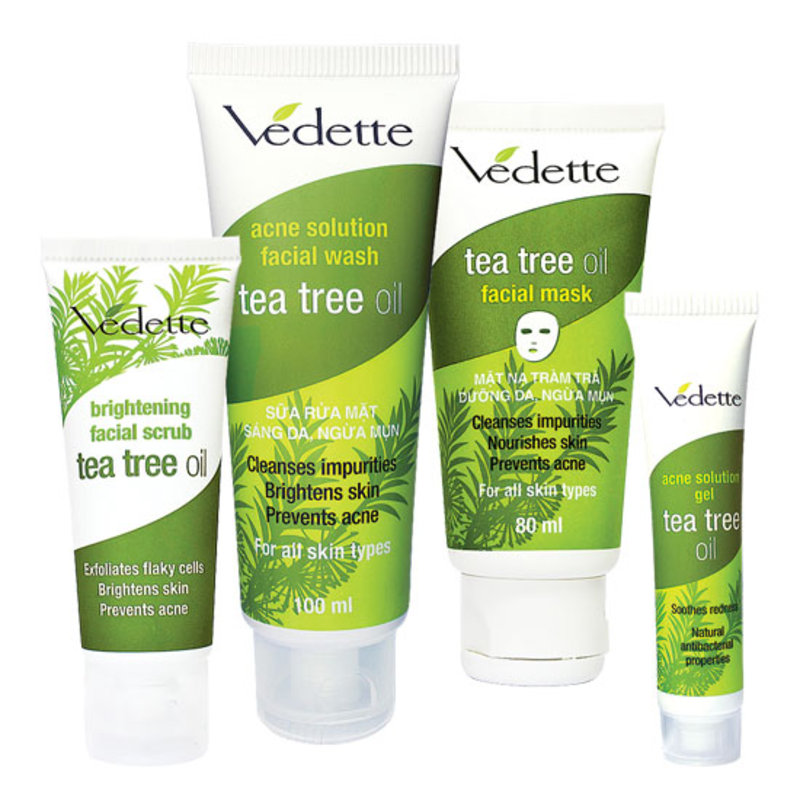 Vedette
brightening
facial scrub
tea tree oil
Exfoliates flaky cells
Brightens skin
Prevents acne
Vedette
acne solution
facial wash
tea tree oil
SỮA RỬA MẶT
SÁNG DA, NGỪA MỤN
Cleanses impurities
Brightens skin
Prevents acne
For all skin types
100 ml
Vedette
tea tree oil
facial mask
MẶT NẠ TRÀM TRÀ
DƯỠNG DA, NGỪA MỤN
Cleanses impurities
Nourishes skin
Prevents acne
For all skin types
80 ml
Vedette
acne solution
gel
tea tree
oil
Soothes redness
Natural
antibacterial
properties